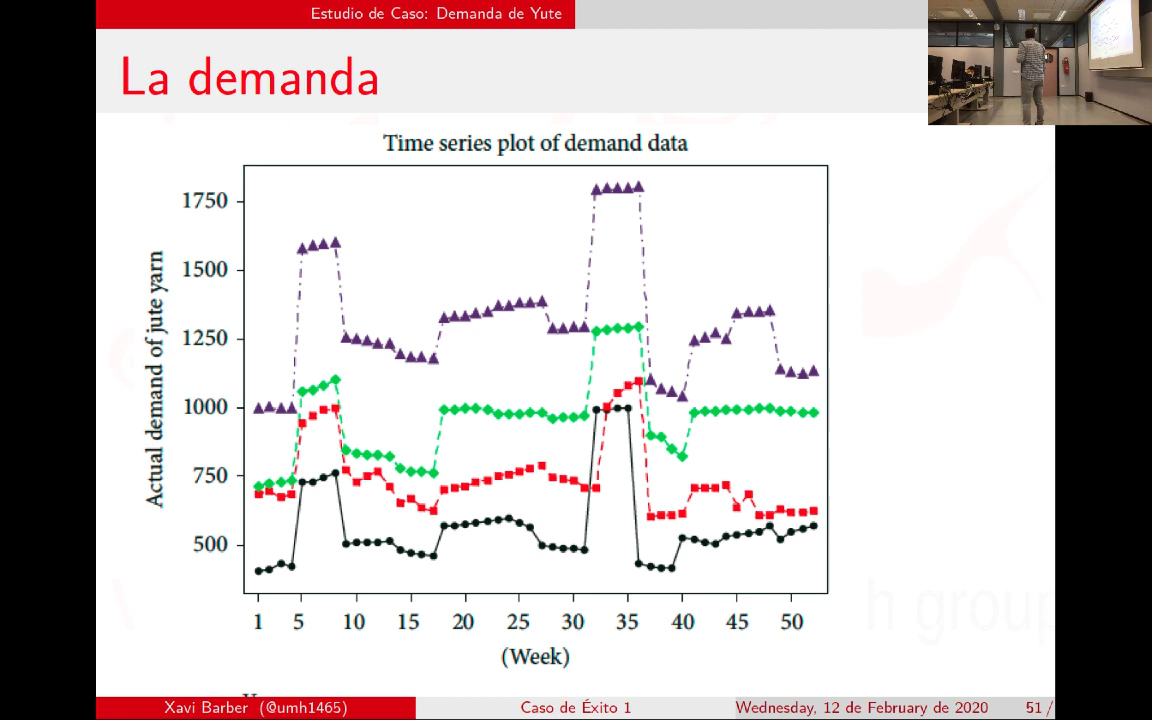 Estudio de Caso: Demanda de Yute
La demanda
Time series plot of demand data
Actual demand of jute yarn
1750
1500
1250
1000
750
500
1 5 10 15 20 25 30 35 40 45 50
(Week)
h group
Xavi Barber (@umh1465) Caso de Éxito 1 Wednesday, 12 de February de 2020 51 /